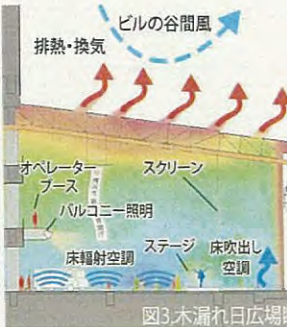 ビルの谷間風
排熱・換気
オペレーター
ブース
スクリーン
バルコニー照明
床輻射空調
ステージ
床吹出し
空調
図3.木漏れ日広場